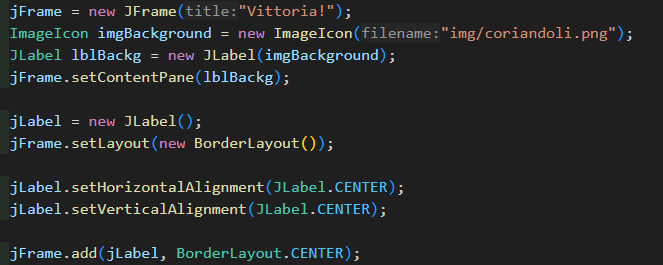 jFrame = new JFrame(title:"Vittoria!");
ImageIcon imgBackground = new ImageIcon(filename:"img/coriandoli.png");
JLabel lblBackg = new JLabel(imgBackground);
jFrame.setContentPane(lblBackg);
jLabel = new JLabel();
jFrame.setLayout(new BorderLayout());
jLabel.setHorizontalAlignment(JLabel.CENTER);
jLabel.setVerticalAlignment(JLabel.CENTER);
jFrame.add(jLabel, BorderLayout.CENTER);